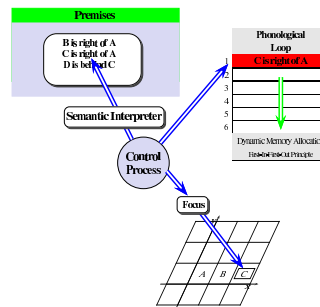 Premises
B is right of A
C is right of A
D is behind C
Semantic Interpreter
Control
Process
Focus
Phonological
Loop
1 C is right of A
2
3
4
5
6
Dynamic Memory Allocation
First-In-First-Out Principle
y
A B C
x